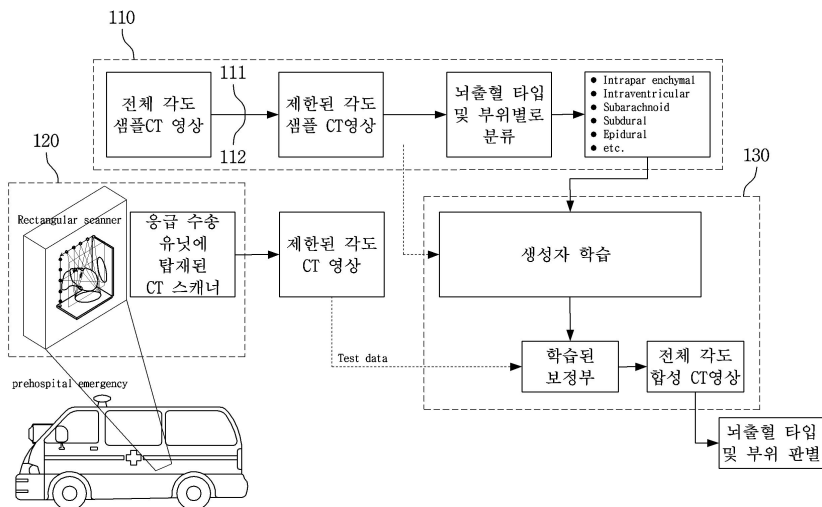 110
전체 각도
샘플CT 영상
111
112
제한된 각도
샘플 CT영상
뇌출혈 타입
및 부위별로
분류
● Intrapar enchymal
● Intraventricular
● Subarachnoid
● Subdural
● Epidural
● etc.
120
Rectangular scanner
응급 수송
유닛에
탑재된
CT 스캐너
제한된 각도
CT 영상
130
생성자 학습
Test data
학습된
보정부
전체 각도
합성 CT영상
prehospital emergency
뇌출혈 타입
및 부위 판별